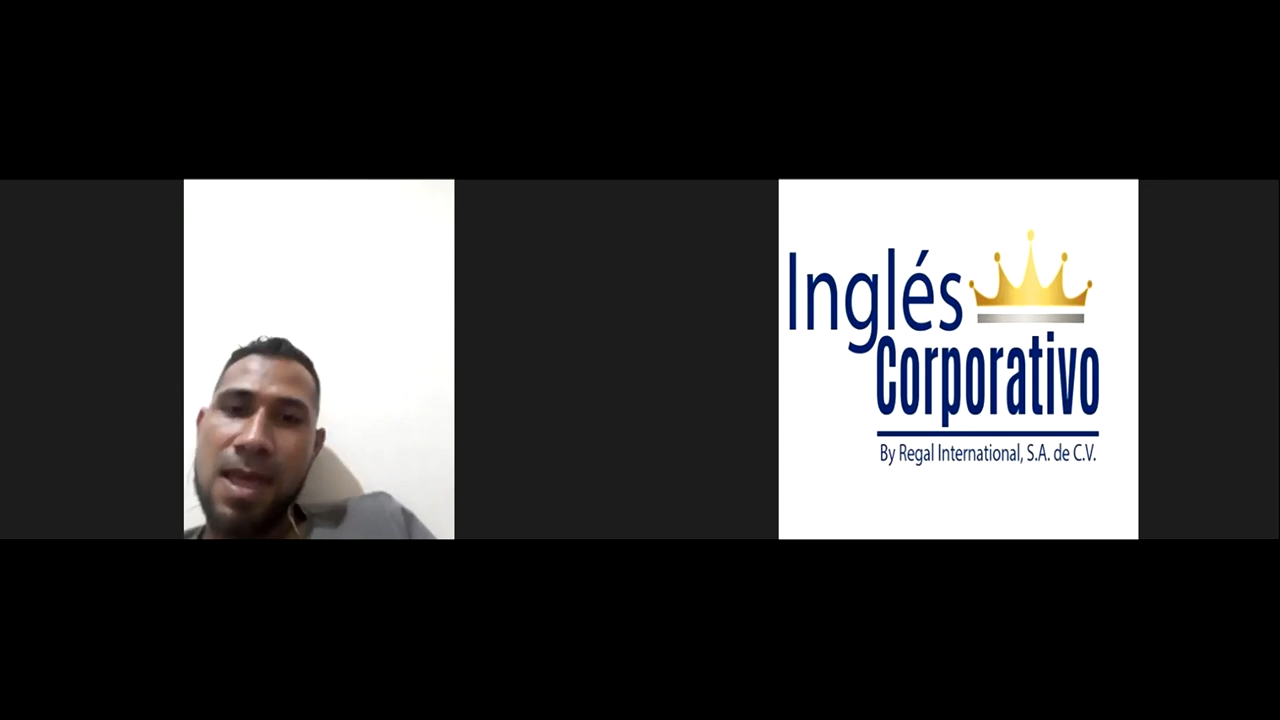 Inglés
Corporativo
By Regal International, S.A. de C.V.